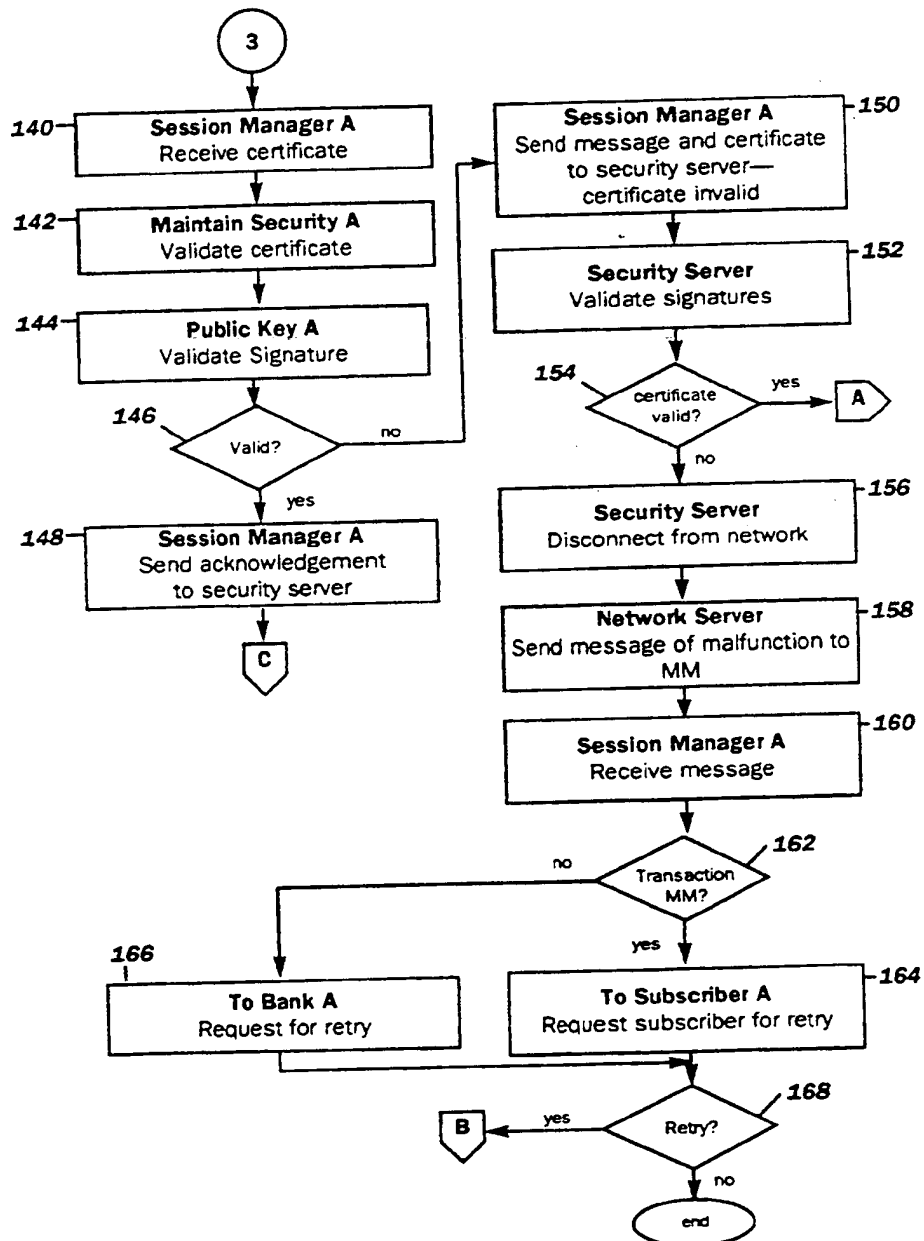 3
140
Session Manager A
Receive certificate
142
Maintain Security A
Validate certificate
144
Public Key A
Validate Signature
146
Valid?
no
yes
148
Session Manager A
Send acknowledgement
to security server
C
150
Session Manager A
Send message and certificate
to security server—
certificate invalid
152
Security Server
Validate signatures
154
certificate
valid?
yes
A
no
156
Security Server
Disconnect from network
158
Network Server
Send message of malfunction to
MM
160
Session Manager A
Receive message
162
Transaction
MM?
no
yes
166
To Bank A
Request for retry
164
To Subscriber A
Request subscriber for retry
168
Retry?
yes
B
no
end